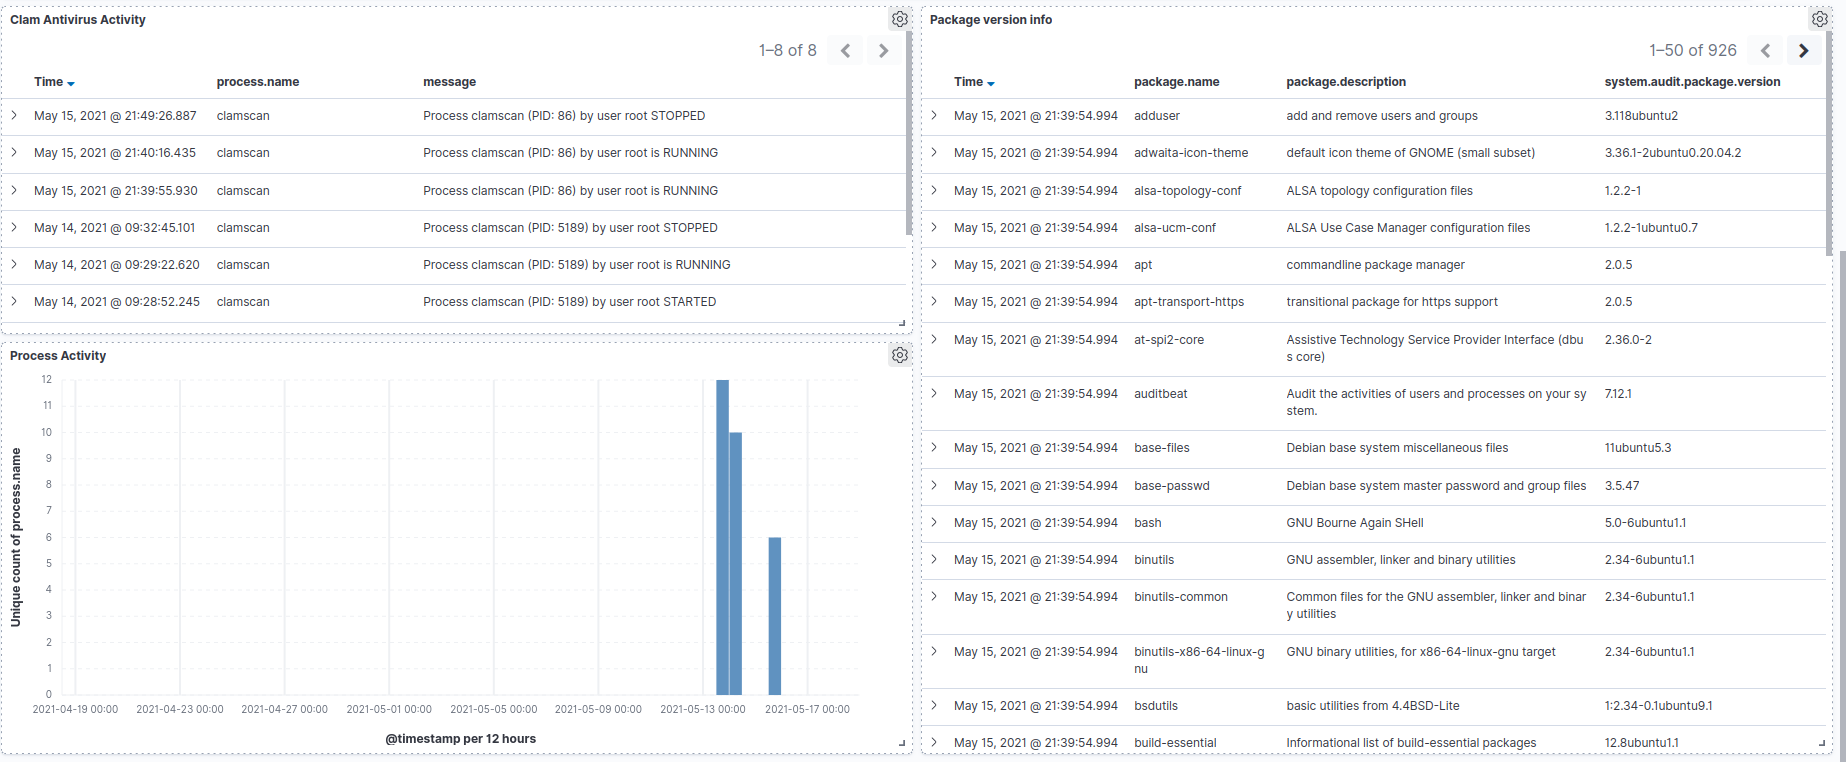 Clam Antivirus Activity
1–8 of 8
Time process.name message
May 15, 2021 @ 21:49:26.887 clamscan Process clamscan (PID: 86) by user root STOPPED
May 15, 2021 @ 21:40:16.435 clamscan Process clamscan (PID: 86) by user root is RUNNING
May 15, 2021 @ 21:39:55.930 clamscan Process clamscan (PID: 86) by user root is RUNNING
May 14, 2021 @ 09:32:45.101 clamscan Process clamscan (PID: 5189) by user root STOPPED
May 14, 2021 @ 09:29:22.620 clamscan Process clamscan (PID: 5189) by user root is RUNNING
May 14, 2021 @ 09:28:52.245 clamscan Process clamscan (PID: 5189) by user root STARTED
Process Activity
Unique count of process.name
12
11
10
9
8
7
6
5
4
3
2
1
0
2021-04-19 00:00 2021-04-23 00:00 2021-04-27 00:00 2021-05-01 00:00 2021-05-05 00:00 2021-05-09 00:00 2021-05-13 00:00 2021-05-17 00:00
@timestamp per 12 hours
Package version info
1–50 of 926
Time package.name package.description system.audit.package.version
May 15, 2021 @ 21:39:54.994 adduser add and remove users and groups 3.118ubuntu2
May 15, 2021 @ 21:39:54.994 adwaita-icon-theme default icon theme of GNOME (small subset) 3.36.1-2ubuntu0.20.04.2
May 15, 2021 @ 21:39:54.994 alsa-topology-conf ALSA topology configuration files 1.2.2-1
May 15, 2021 @ 21:39:54.994 alsa-ucm-conf ALSA Use Case Manager configuration files 1.2.2-1ubuntu0.7
May 15, 2021 @ 21:39:54.994 apt commandline package manager 2.0.5
May 15, 2021 @ 21:39:54.994 apt-transport-https transitional package for https support 2.0.5
May 15, 2021 @ 21:39:54.994 at-spi2-core Assistive Technology Service Provider Interface (dbu 2.36.0-2
s core)
May 15, 2021 @ 21:39:54.994 auditbeat Audit the activities of users and processes on your sy 7.12.1
stem.
May 15, 2021 @ 21:39:54.994 base-files Debian base system miscellaneous files 11ubuntu5.3
May 15, 2021 @ 21:39:54.994 base-passwd Debian base system master password and group files 3.5.47
May 15, 2021 @ 21:39:54.994 bash GNU Bourne Again SHell 5.0-6ubuntu1.1
May 15, 2021 @ 21:39:54.994 binutils GNU assembler, linker and binary utilities 2.34-6ubuntu1.1
May 15, 2021 @ 21:39:54.994 binutils-common Common files for the GNU assembler, linker and binar 2.34-6ubuntu1.1
y utilities
May 15, 2021 @ 21:39:54.994 binutils-x86-64-linux-g GNU binary utilities, for x86-64-linux-gnu target 2.34-6ubuntu1.1
nu
May 15, 2021 @ 21:39:54.994 bsdutils basic utilities from 4.4BSD-Lite 1:2.34-0.1ubuntu9.1
May 15, 2021 @ 21:39:54.994 build-essential Informational list of build-essential packages 12.8ubuntu1.1